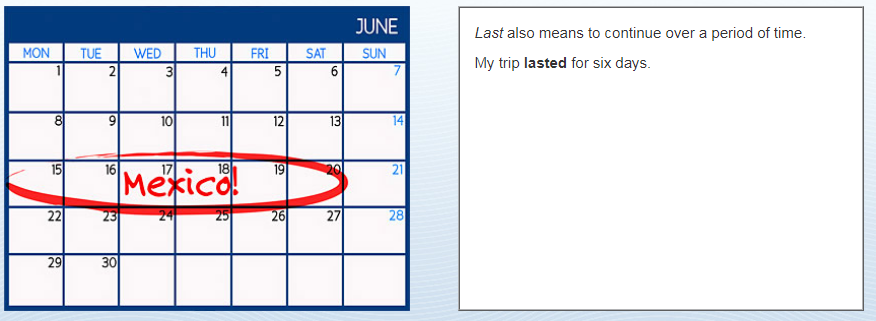 JUNE
MON TUE WED THU FRI SAT SUN
1 2 3 4 5 6 7
8 9 10 11 12 13 14
15 16 17 18 19 20 21
Mexico!
22 23 24 25 26 27 28
29 30
Last also means to continue over a period of time.
My trip lasted for six days.